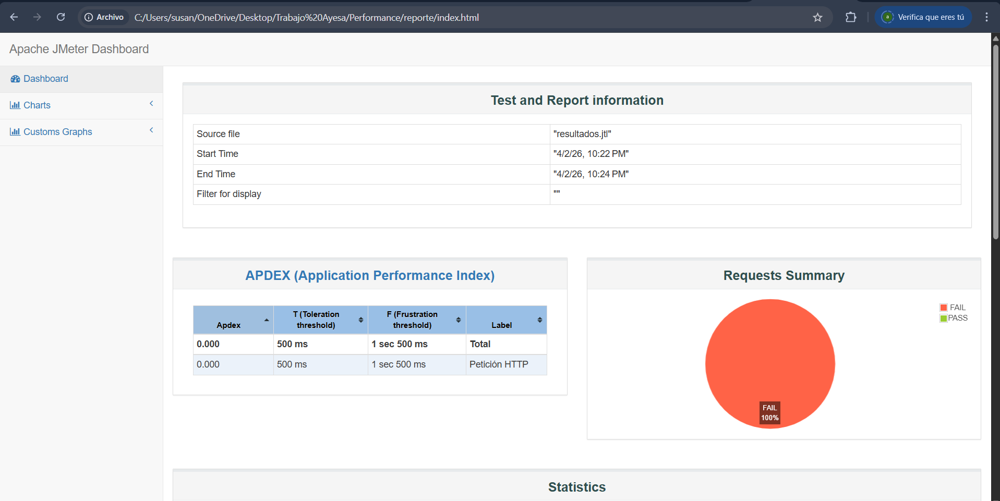 Archivo
C:/Users/susan/OneDrive/Desktop/Trabajo%20Ayesa/Performance/reporte/index.html
a
Verifica que eres tú
Apache JMeter Dashboard
Dashboard
Charts
Customs Graphs
Test and Report information
Source file "resultados.jtl"
Start Time "4/2/26, 10:22 PM"
End Time "4/2/26, 10:24 PM"
Filter for display ""
APDEX (Application Performance Index)
Apdex T (Toleration threshold) F (Frustration threshold) Label
0.000 500 ms 1 sec 500 ms Total
0.000 500 ms 1 sec 500 ms Petición HTTP
Requests Summary
FAIL
PASS
FAIL
100%
Statistics